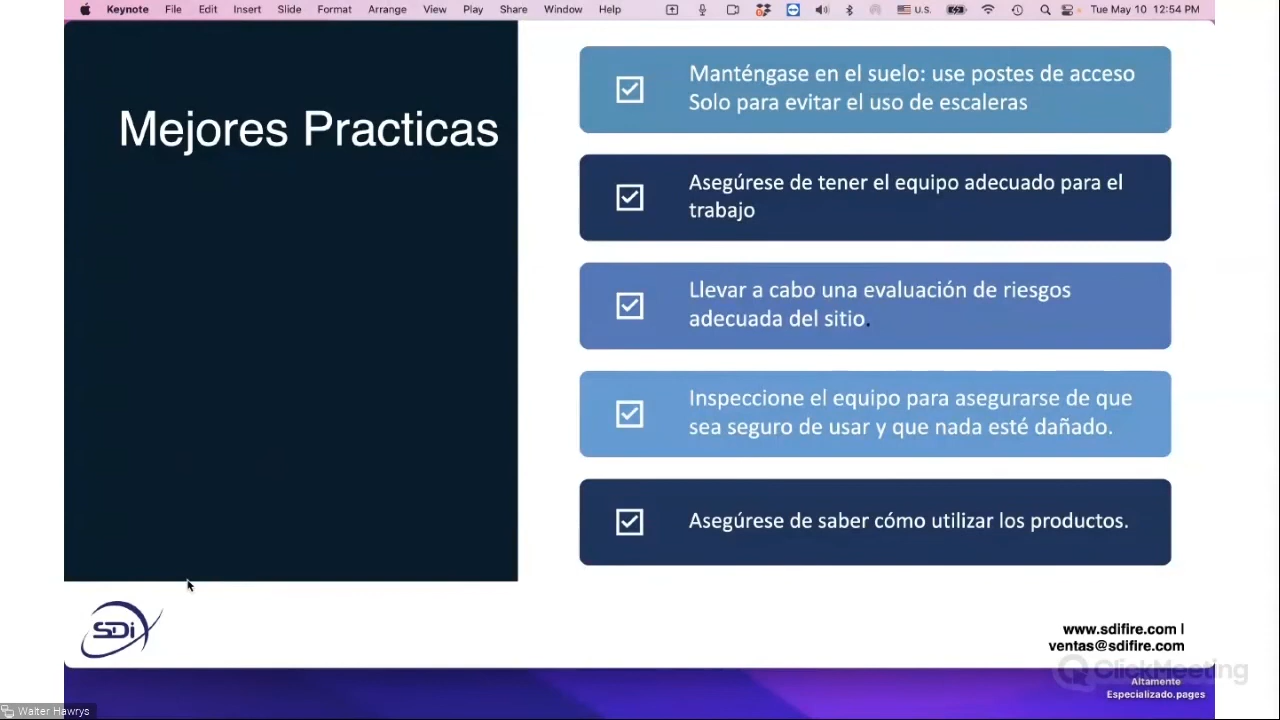 Keynote File Edit Insert Slide Format Arrange View Play Share Window Help U.S. Tue May 10 12:54 PM
Mejores Practicas
Manténgase en el suelo: use postes de acceso
Solo para evitar el uso de escaleras
Asegúrese de tener el equipo adecuado para el
trabajo
Llevar a cabo una evaluación de riesgos
adecuada del sitio.
Inspeccione el equipo para asegurarse de que
sea seguro de usar y que nada esté dañado.
Asegúrese de saber cómo utilizar los productos.
SDi
www.sdifire.com |
ventas@sdifire.com
ClickMeeting
Altamente
Especializado.pages
Walter Hawrys